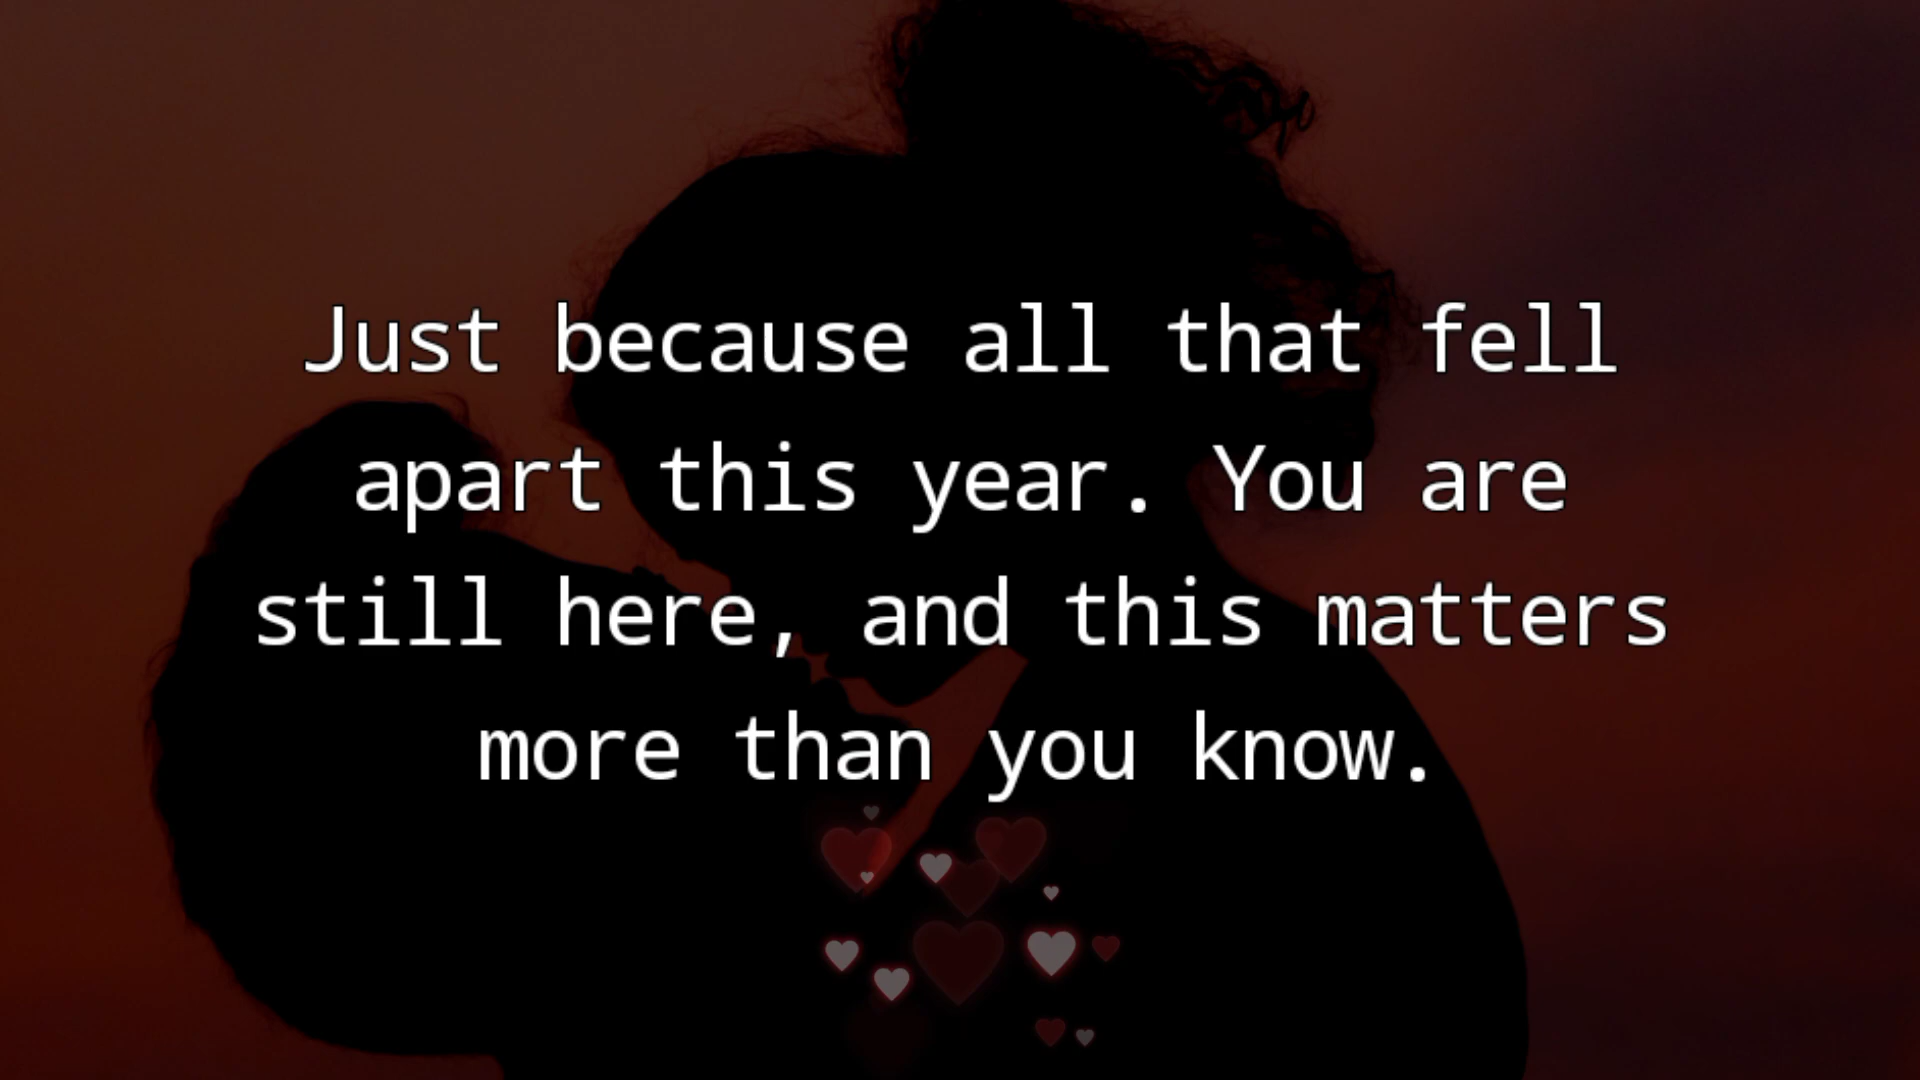 Just because all that fell
apart this year. You are
still here, and this matters
more than you know.